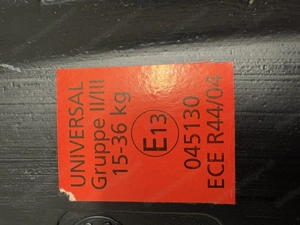 UNIVERSAL
Gruppe II/III
15-36 kg
E13
045130
ECE R44/04